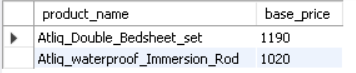 product_name base_price
Atliq_Double_Bedsheet_set 1190
Atliq_waterproof_Immersion_Rod 1020